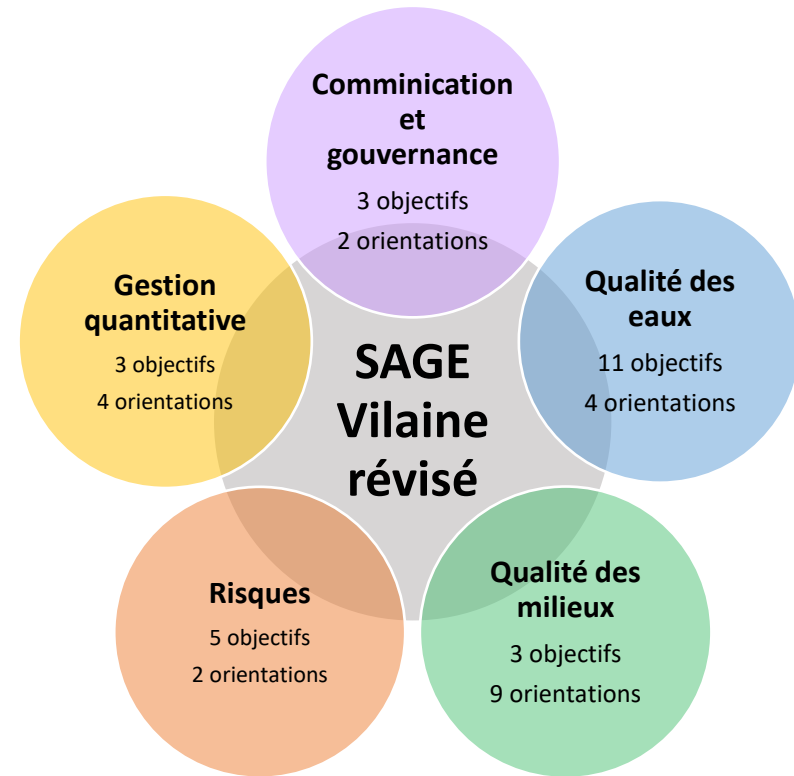 Comminication
et
gouvernance
3 objectifs
2 orientations
Qualité des
eaux
11 objectifs
4 orientations
Qualité des
milieux
3 objectifs
9 orientations
Risques
5 objectifs
2 orientations
Gestion
quantitative
3 objectifs
4 orientations
SAGE
Vilaine
révisé